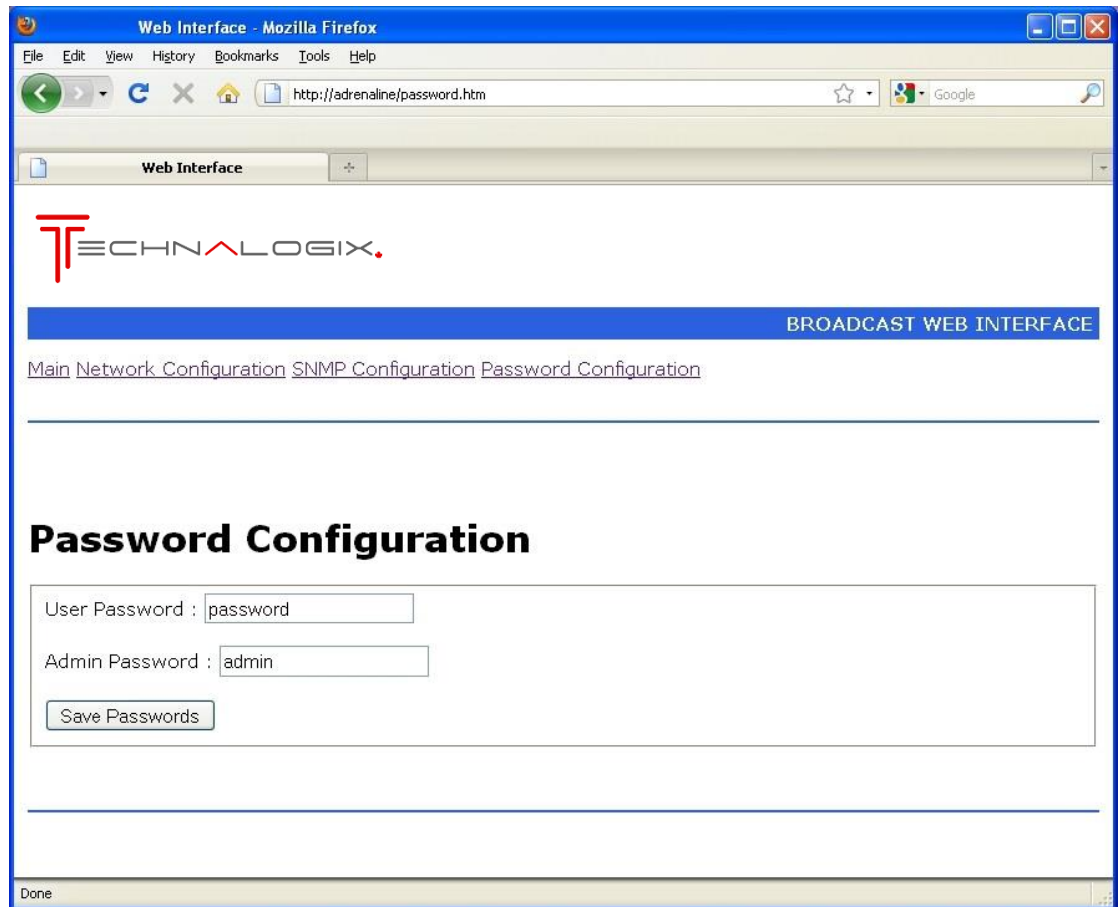 Web Interface - Mozilla Firefox
File Edit View History Bookmarks Tools Help
http://adrenaline/password.htm
Google
Web Interface
TECHNALOGIX.
BROADCAST WEB INTERFACE
Main Network Configuration SNMP Configuration Password Configuration
Password Configuration
User Password : password
Admin Password : admin
Save Passwords
Done